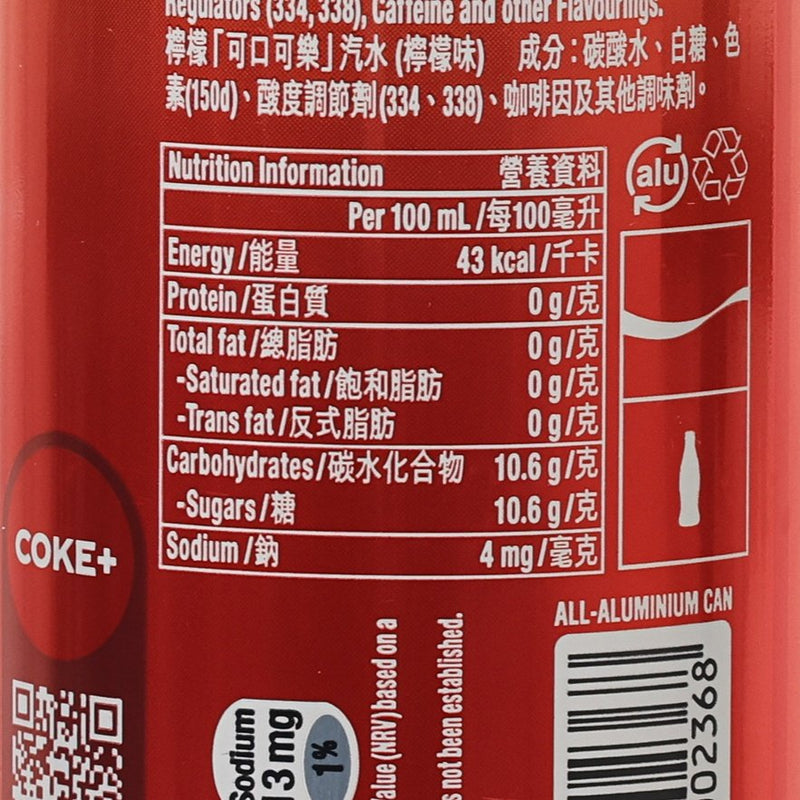 Regulators (334, 338), Caffeine and other Flavourings.
檸檬「可口可樂」汽水 (檸檬味) 成分：碳酸水、白糖、色
素(150d)、酸度調節劑(334、338)、咖啡因及其他調味劑。
Nutrition Information 營養資料
Per 100 mL /每100毫升
Energy /能量 43 kcal /千卡
Protein /蛋白質 0 g /克
Total fat /總脂肪 0 g /克
-Saturated fat /飽和脂肪 0 g /克
-Trans fat /反式脂肪 0 g /克
Carbohydrates /碳水化合物 10.6 g /克
-Sugars /糖 10.6 g /克
Sodium /鈉 4 mg /毫克
alu
COKE+
ALL-ALUMINIUM CAN
Sodium
13 mg
1%
alue (NRV) based on a
s not been established.
02368